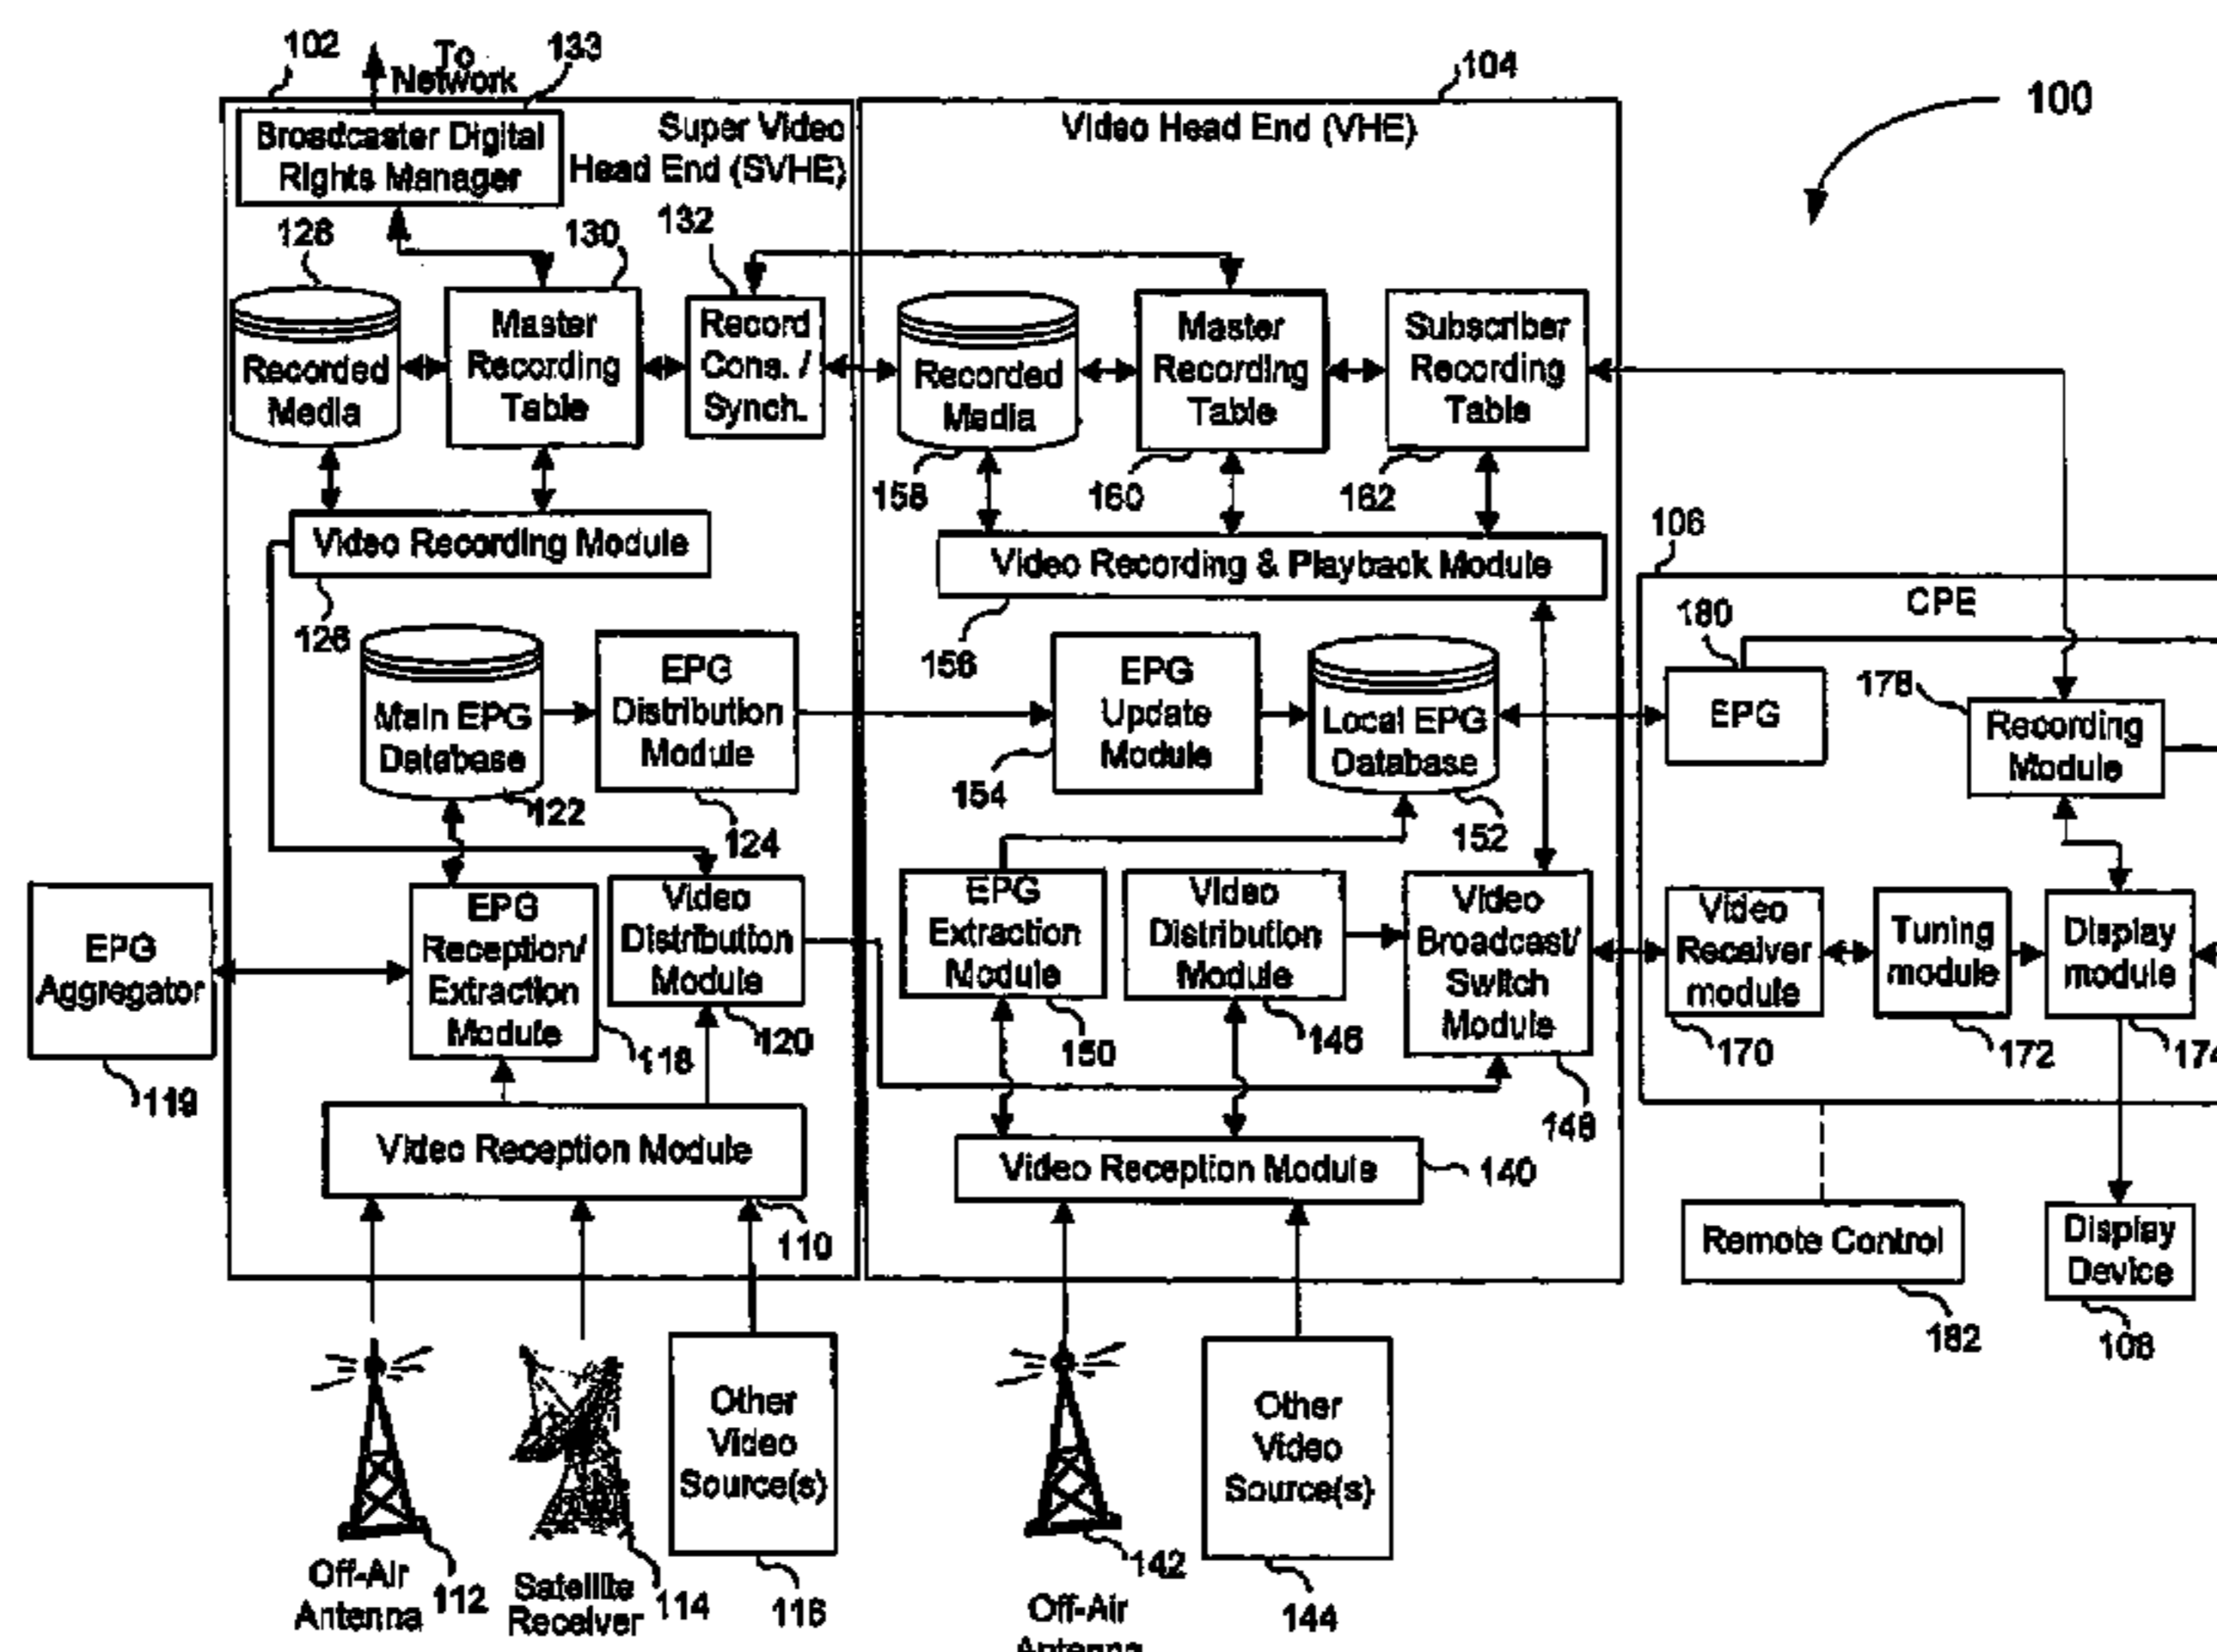 102
To
Network
133
104
100
Broadcaster Digital
Rights Manager
Super Video
Head End (SVHE)
Video Head End (VHE)
128
130
132
Recorded
Media
Master
Recording
Table
Record
Cons. /
Synch.
Recorded
Media
Master
Recording
Table
Subscriber
Recording
Table
158
160
162
Video Recording Module
126
Video Recording & Playback Module
156
106
CPE
180
EPG
178
Recording
Module
Main EPG
Database
122
EPG
Distribution
Module
124
EPG
Update
Module
154
Local EPG
Database
152
EPG
Aggregator
119
EPG
Reception/
Extraction
Module
118
Video
Distribution
Module
120
EPG
Extraction
Module
150
Video
Distribution
Module
146
Video
Broadcast/
Switch
Module
148
Video
Receiver
module
170
Tuning
module
172
Display
module
174
Video Reception Module
110
Video Reception Module
140
Remote Control
182
Display
Device
108
Off-Air
Antenna
112
Satellite
Receiver
114
Other
Video
Source(s)
116
142
Off-Air
Antenna
Other
Video
Source(s)
144